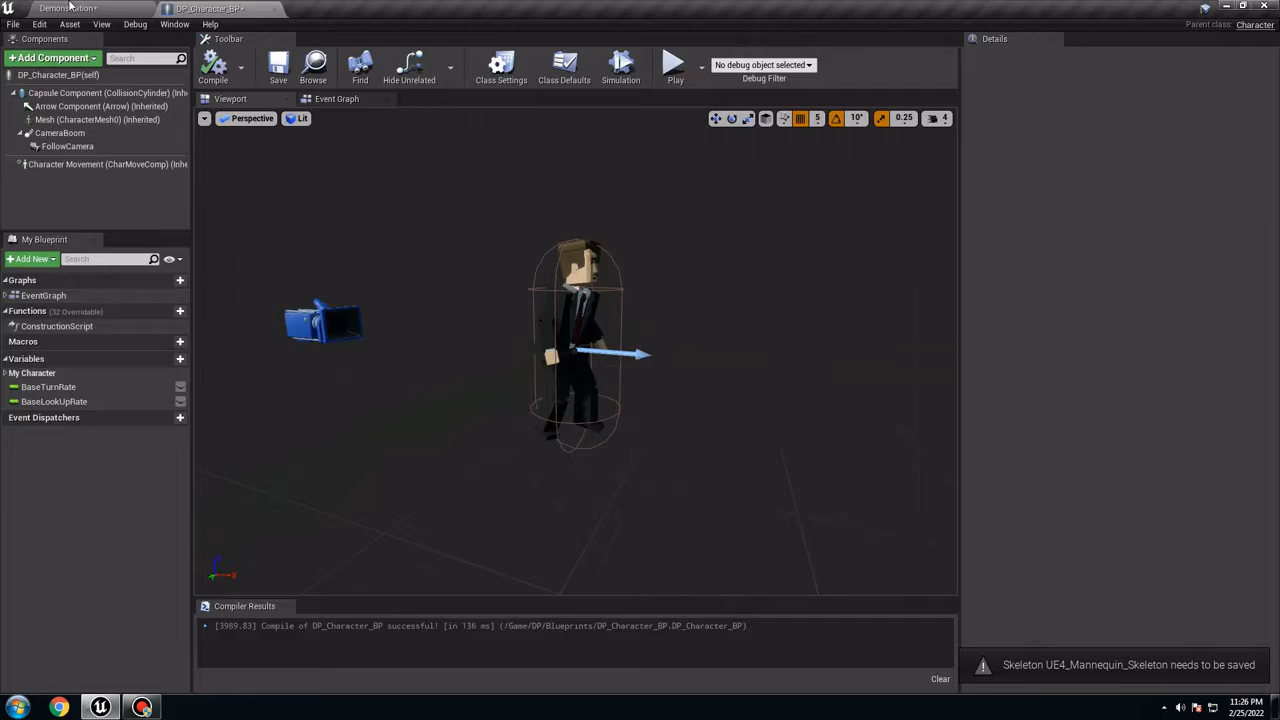 Demonstration*
DP_Character_BP*
File Edit Asset View Debug Window Help
Parent class: Character
Components
Toolbar
Details
+Add Component
Search
Compile
Save
Browse
Find
Hide Unrelated
Class Settings
Class Defaults
Simulation
Play
No debug object selected
Debug Filter
DP_Character_BP(self)
Capsule Component (CollisionCylinder) (Inhe
Arrow Component (Arrow) (Inherited)
Mesh (CharacterMesh0) (Inherited)
CameraBoom
FollowCamera
Character Movement (CharMoveComp) (Inhe
Viewport
Event Graph
Perspective
Lit
5
10°
0.25
4
My Blueprint
+Add New
Search
Graphs
EventGraph
Functions (32 Overridable)
ConstructionScript
Macros
Variables
My Character
BaseTurnRate
BaseLookUpRate
Event Dispatchers
Z
X
Compiler Results
[3989.83] Compile of DP_Character_BP successful! [in 136 ms] (/Game/DP/Blueprints/DP_Character_BP.DP_Character_BP)
Clear
Skeleton UE4_Mannequin_Skeleton needs to be saved
11:26 PM
2/25/2022